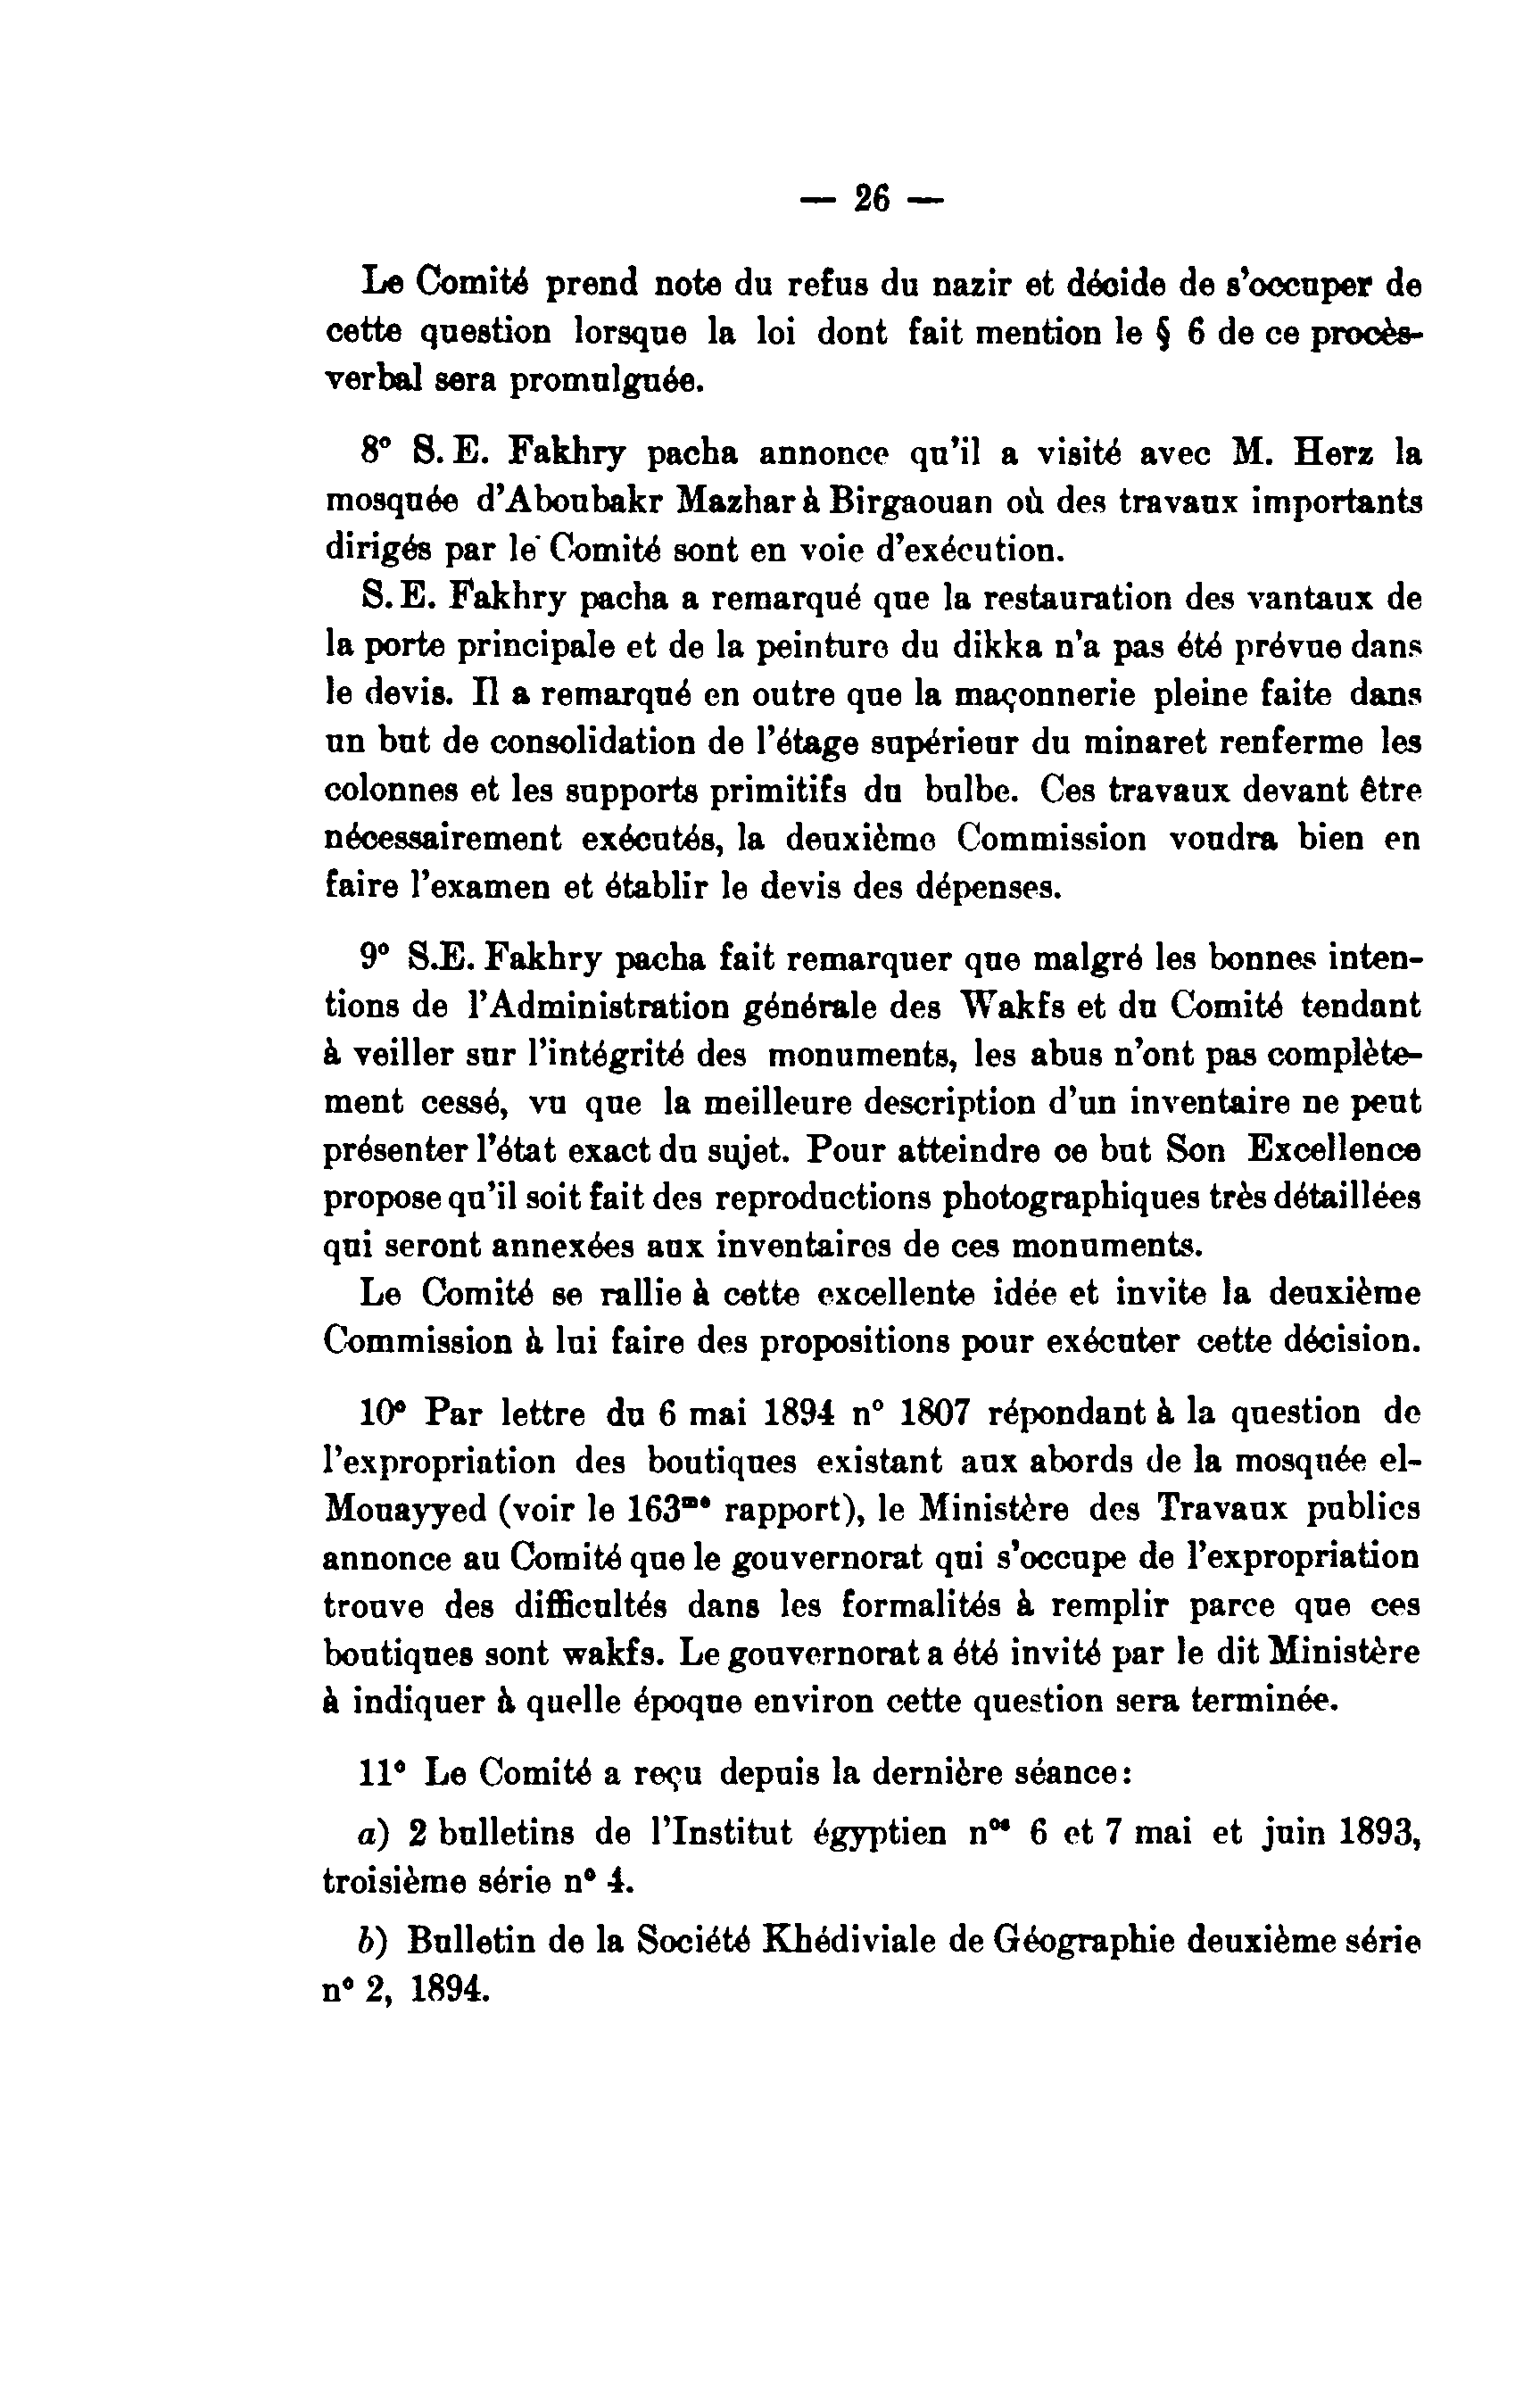 — 26 —
Le Comité prend note du refus du nazir et décide de s'occuper de
cette question lorsque la loi dont fait mention le § 6 de ce procès-
verbal sera promulguée.
8° S. E. Fakhry pacha annonce qu'il a visité avec M. Herz la
mosquée d'Aboubakr Mazhar à Birgaouan où des travaux importants
dirigés par le Comité sont en voie d'exécution.
S. E. Fakhry pacha a remarqué que la restauration des vantaux de
la porte principale et de la peinture du dikka n'a pas été prévue dans
le devis. Il a remarqué en outre que la maçonnerie pleine faite dans
un but de consolidation de l'étage supérieur du minaret renferme les
colonnes et les supports primitifs du bulbe. Ces travaux devant être
nécessairement exécutés, la deuxième Commission voudra bien en
faire l'examen et établir le devis des dépenses.
9° S.E. Fakhry pacha fait remarquer que malgré les bonnes inten-
tions de l'Administration générale des Wakfs et du Comité tendant
à veiller sur l'intégrité des monuments, les abus n'ont pas complète-
ment cessé, vu que la meilleure description d'un inventaire ne peut
présenter l'état exact du sujet. Pour atteindre ce but Son Excellence
propose qu'il soit fait des reproductions photographiques très détaillées
qui seront annexées aux inventaires de ces monuments.
Le Comité se rallie à cette excellente idée et invite la deuxième
Commission à lui faire des propositions pour exécuter cette décision.
10° Par lettre du 6 mai 1894 n° 1807 répondant à la question de
l'expropriation des boutiques existant aux abords de la mosquée el-
Mouayyed (voir le 163me rapport), le Ministère des Travaux publics
annonce au Comité que le gouvernorat qui s'occupe de l'expropriation
trouve des difficultés dans les formalités à remplir parce que ces
boutiques sont wakfs. Le gouvernorat a été invité par le dit Ministère
à indiquer à quelle époque environ cette question sera terminée.
11° Le Comité a reçu depuis la dernière séance:
a) 2 bulletins de l'Institut égyptien nos 6 et 7 mai et juin 1893,
troisième série n° 4.
b) Bulletin de la Société Khédiviale de Géographie deuxième série
n° 2, 1894.